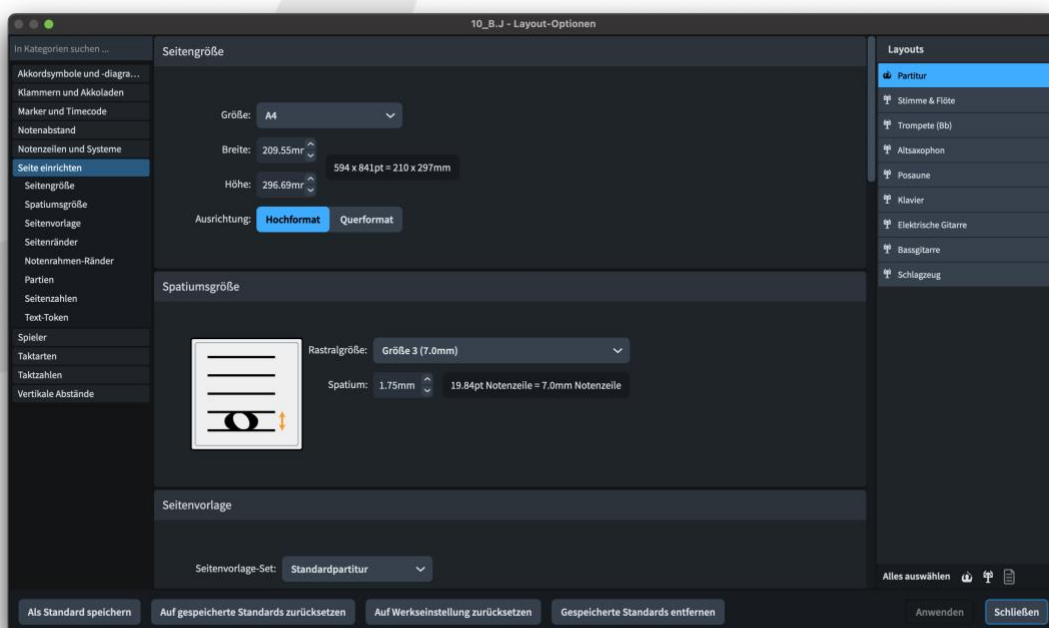 10_B.J - Layout-Optionen
In Kategorien suchen ...
Akkordsymbole und -diagra...
Klammern und Akkoladen
Marker und Timecode
Notenabstand
Notenzeilen und Systeme
Seite einrichten
Seitengröße
Spatiumsgröße
Seitenvorlage
Seitenränder
Notenrahmen-Ränder
Partien
Seitenzahlen
Text-Token
Spieler
Taktarten
Taktzahlen
Vertikale Abstände
Seitengröße
Größe: A4
Breite: 209.55mr
594 x 841pt = 210 x 297mm
Höhe: 296.69mr
Ausrichtung: Hochformat Querformat
Spatiumsgröße
Rastralgröße: Größe 3 (7.0mm)
Spatium: 1.75mm 19.84pt Notenzeile = 7.0mm Notenzeile
Seitenvorlage
Seitenvorlage-Set: Standardpartitur
Layouts
Partitur
Stimme & Flöte
Trompete (Bb)
Altsaxophon
Posaune
Klavier
Elektrische Gitarre
Bassgitarre
Schlagzeug
Alles auswählen
Als Standard speichern Auf gespeicherte Standards zurücksetzen Auf Werkseinstellung zurücksetzen Gespeicherte Standards entfernen Anwenden Schließen